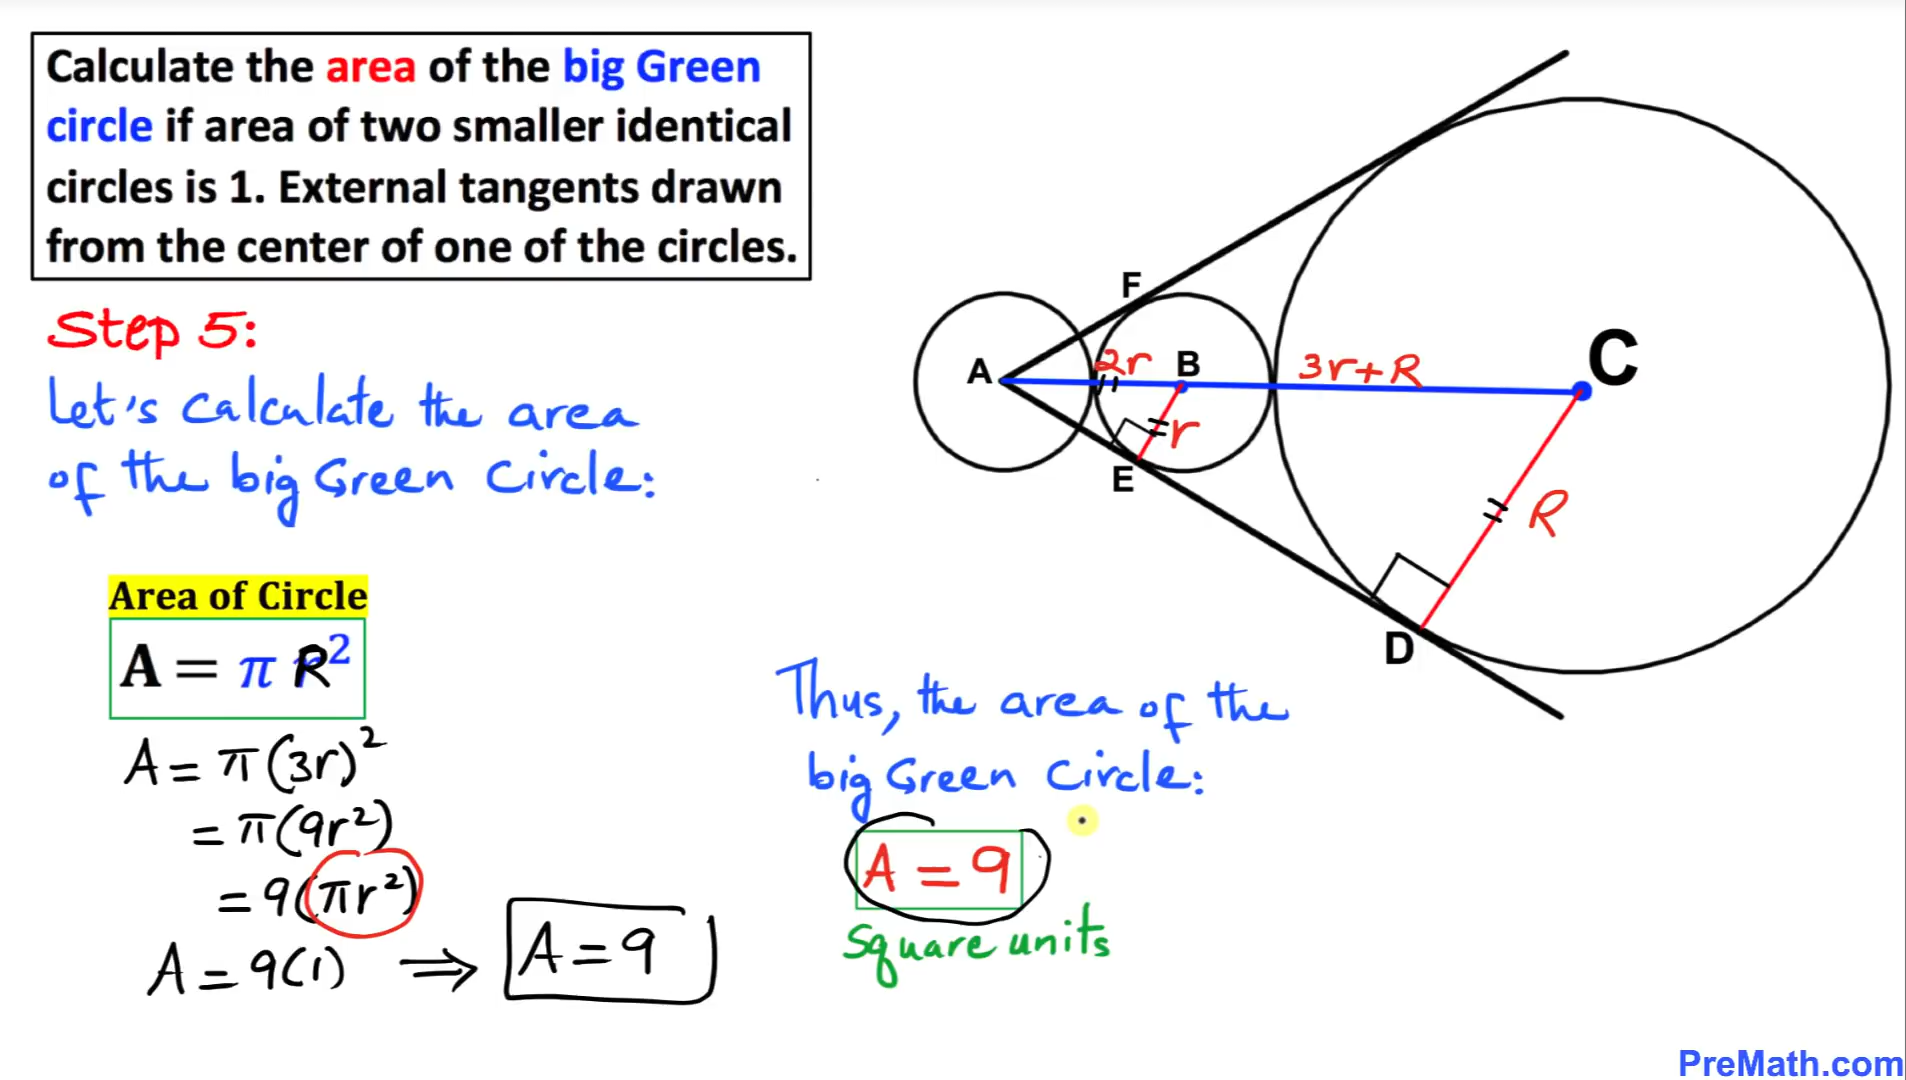 Calculate the area of the big Green
circle if area of two smaller identical
circles is 1. External tangents drawn
from the center of one of the circles.
Step 5:
Let's calculate the area
of the big Green Circle:
Area of Circle
A = π R²
A = π(3r)²
= π(9r²)
= 9(πr²)
A = 9(1) ⇒ A = 9
F
A
2r
B
3r+R
C
r
E
R
D
Thus, the area of the
big Green Circle:
A = 9
Square units
PreMath.com